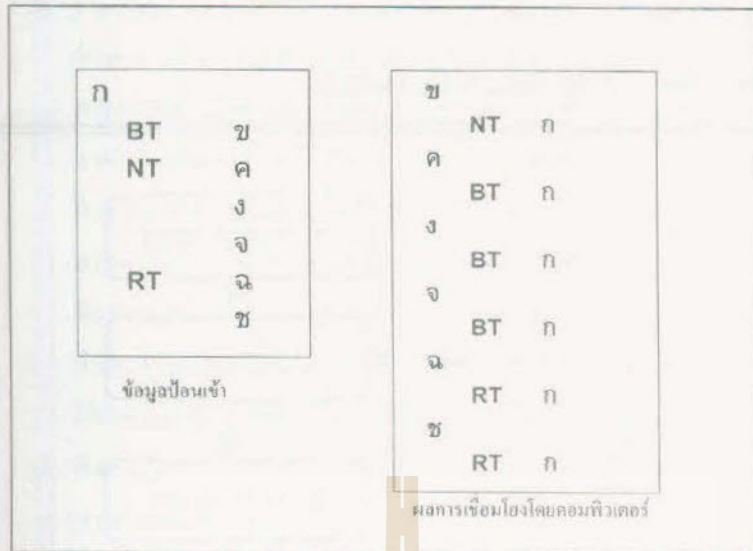 ก
BT ข
NT ค
ง
จ
RT ฉ
ช
ข้อมูลป้อนเข้า
ข
NT ก
ค
BT ก
ง
BT ก
จ
BT ก
ฉ
RT ก
ช
RT ก
ผลการเชื่อมโยงโดยคอมพิวเตอร์